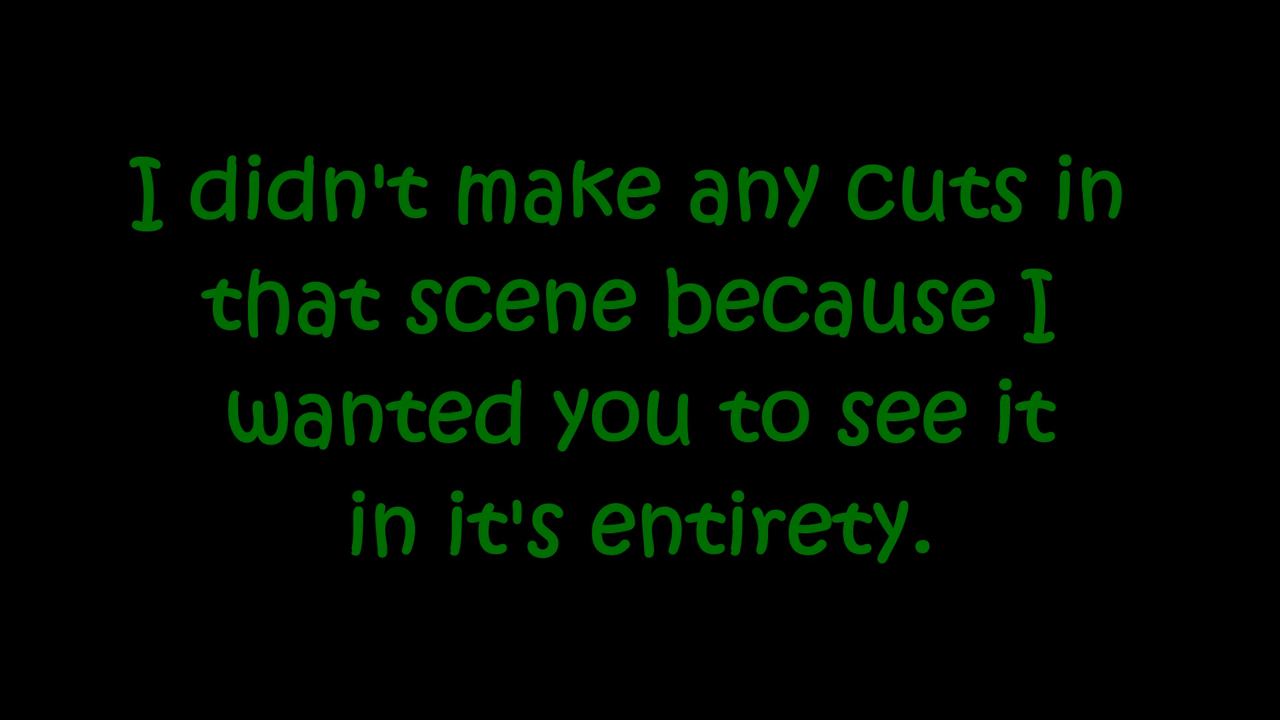 I didn't make any cuts in
that scene because I
wanted you to see it
in it's entirety.